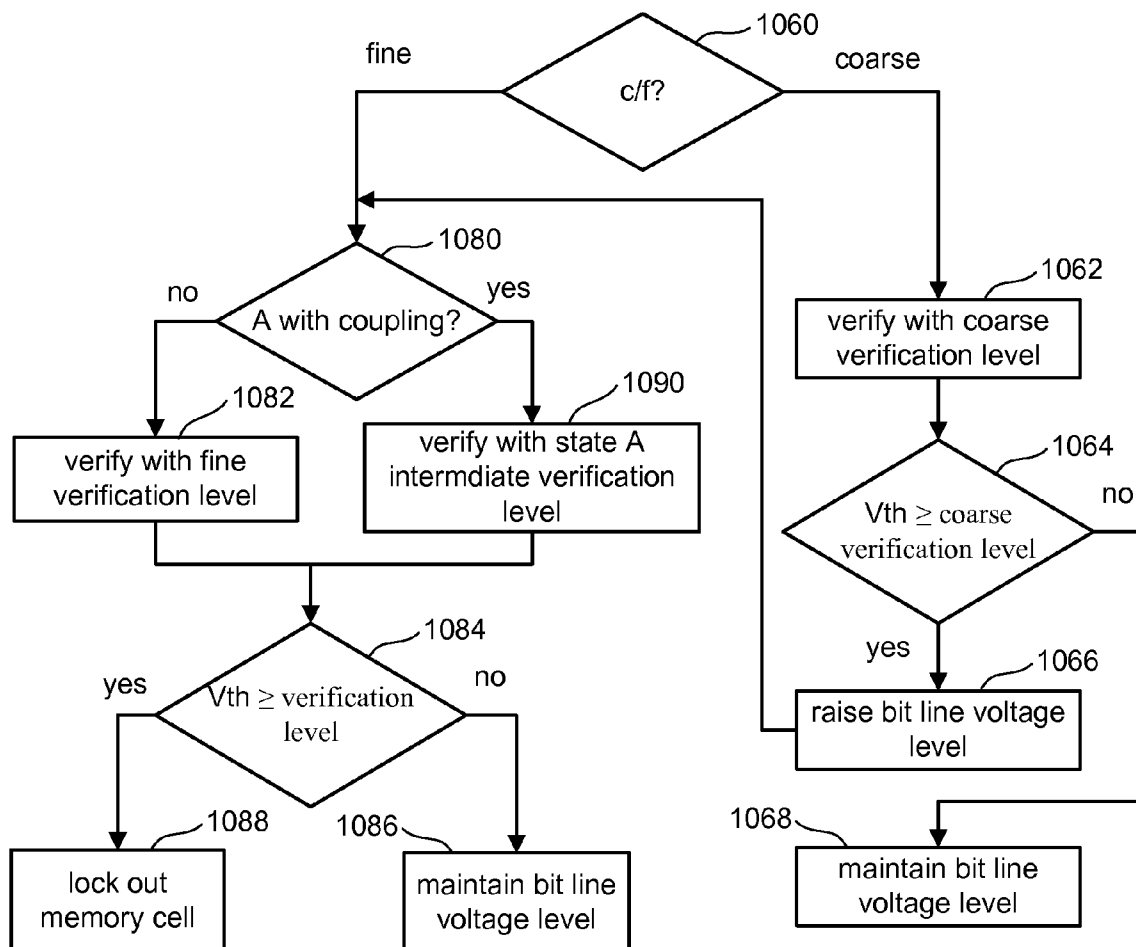 1060
fine
coarse
c/f?
1080
no
yes
A with coupling?
1062
verify with coarse
verification level
1082
1090
verify with fine
verification level
verify with state A
intermdiate verification
level
1064
no
Vth ≥ coarse
verification level
yes
1084
yes
no
Vth ≥ verification
level
1066
raise bit line voltage
level
1088
lock out
memory cell
1086
maintain bit line
voltage level
1068
maintain bit line
voltage level